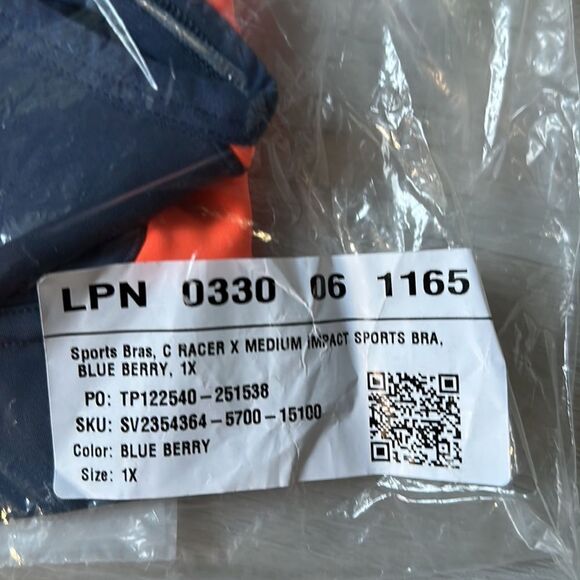 LPN 0330 06 1165
Sports Bras, C RACER X MEDIUM IMPACT SPORTS BRA,
BLUE BERRY, 1X
PO: TP122540-251538
SKU: SV2354364-5700-15100
Color: BLUE BERRY
Size: 1X